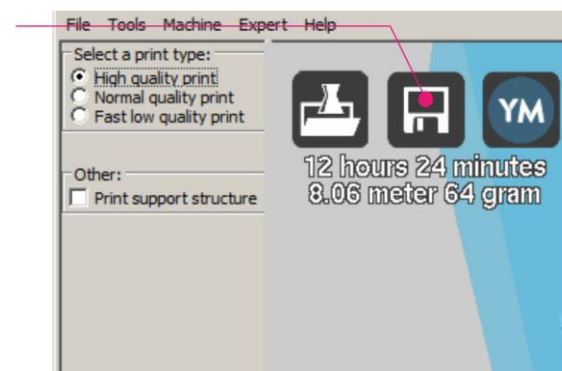 File Tools Machine Expert Help
Select a print type:
High quality print
Normal quality print
Fast low quality print
Other:
Print support structure
YM
12 hours 24 minutes
8.06 meter 64 gram